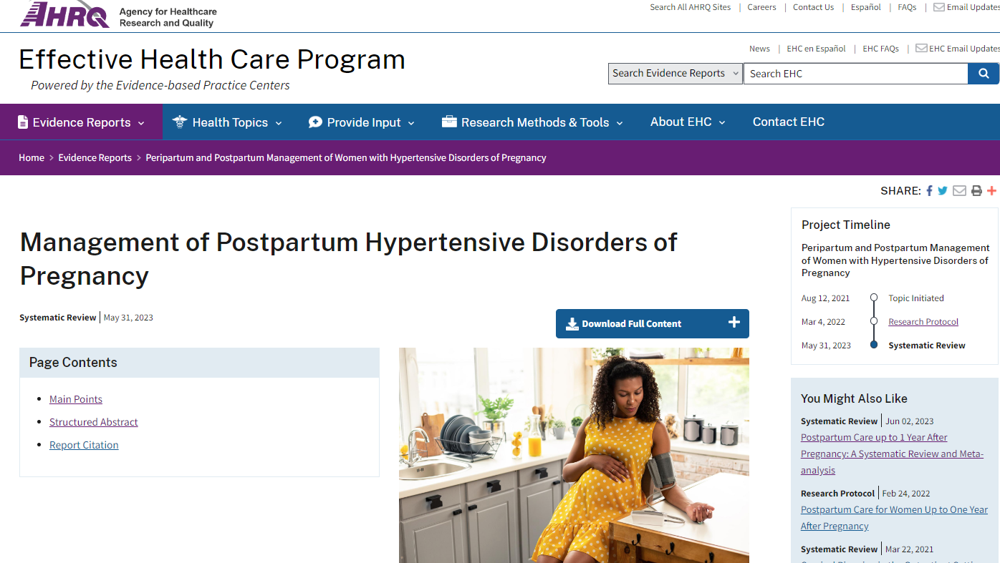 AHRQ
Agency for Healthcare
Research and Quality
Search All AHRQ Sites | Careers | Contact Us | Español | FAQs | Email Updates
Effective Health Care Program
Powered by the Evidence-based Practice Centers
News | EHC en Español | EHC FAQs | EHC Email Updates
Search Evidence Reports
Search EHC
Evidence Reports
Health Topics
Provide Input
Research Methods & Tools
About EHC
Contact EHC
Home > Evidence Reports > Peripartum and Postpartum Management of Women with Hypertensive Disorders of Pregnancy
SHARE:
Management of Postpartum Hypertensive Disorders of
Pregnancy
Systematic Review | May 31, 2023
Download Full Content
Page Contents
Main Points
Structured Abstract
Report Citation
Project Timeline
Peripartum and Postpartum Management
of Women with Hypertensive Disorders of
Pregnancy
Aug 12, 2021 Topic Initiated
Mar 4, 2022 Research Protocol
May 31, 2023 Systematic Review
You Might Also Like
Systematic Review | Jun 02, 2023
Postpartum Care up to 1 Year After
Pregnancy: A Systematic Review and Meta-
analysis
Research Protocol | Feb 24, 2022
Postpartum Care for Women Up to One Year
After Pregnancy
Systematic Review | Mar 22, 2021